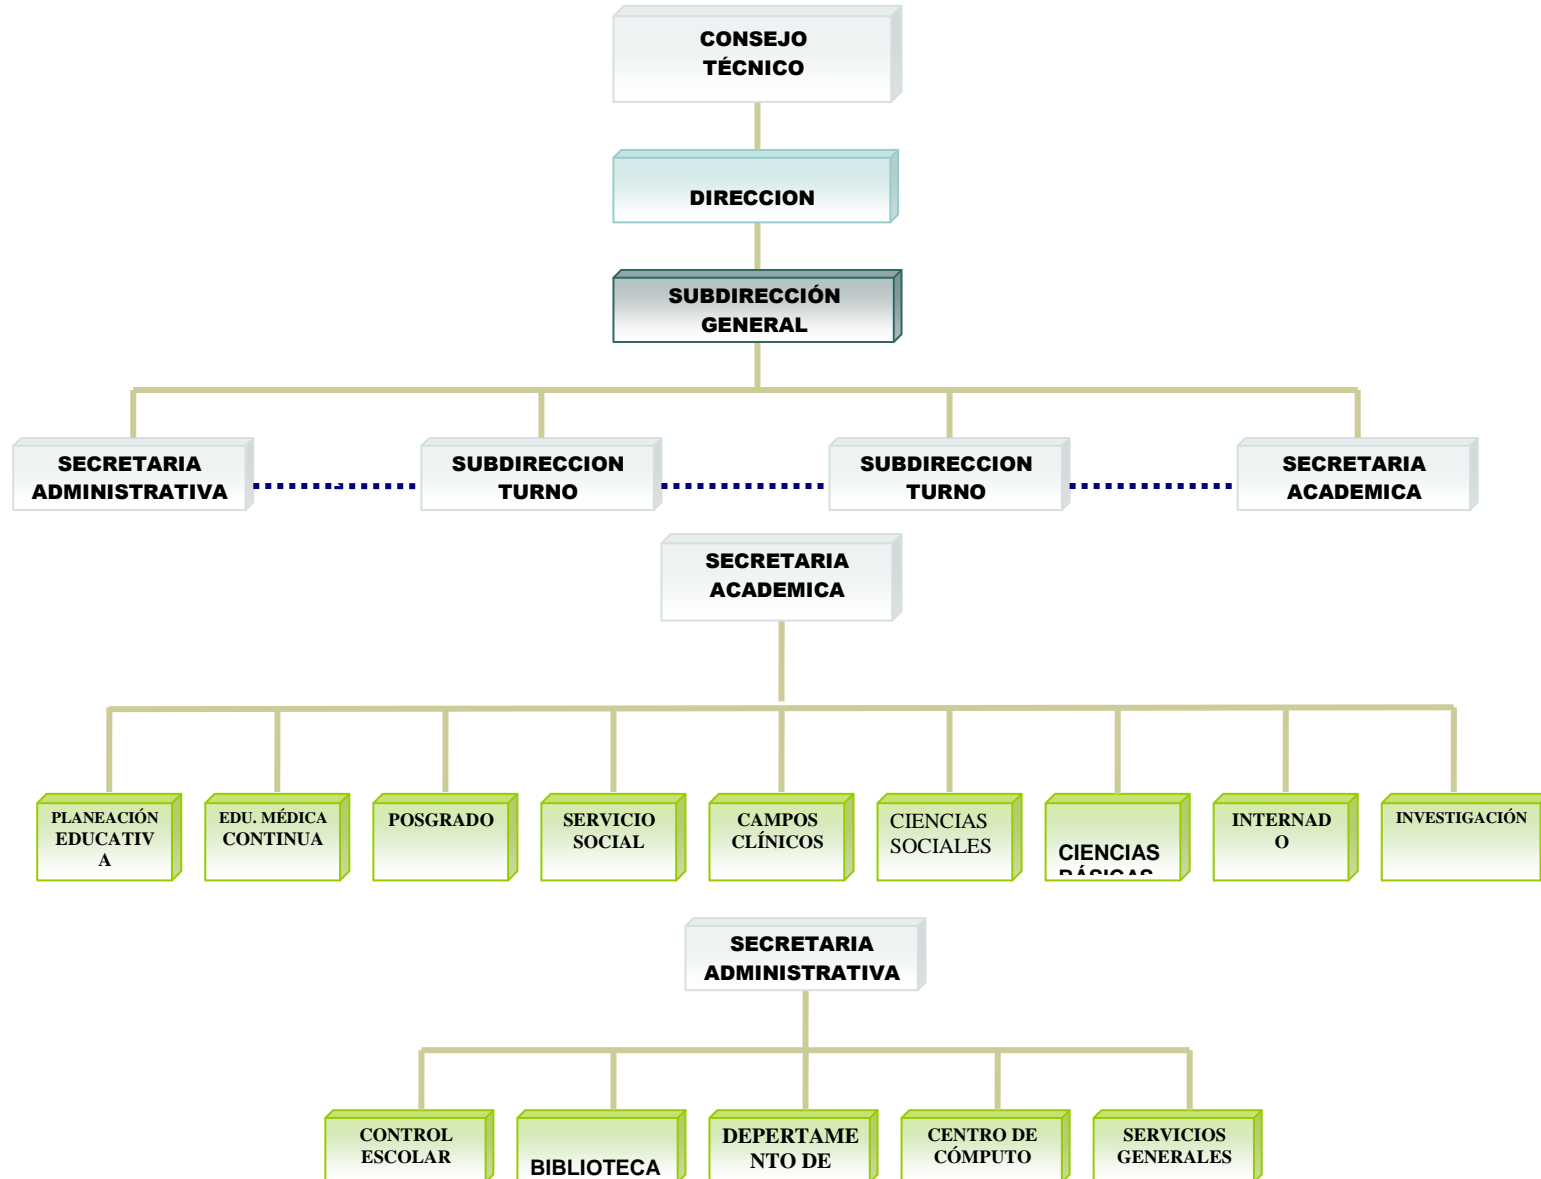 CONSEJO
TÉCNICO
DIRECCION
SUBDIRECCIÓN
GENERAL
SECRETARIA
ADMINISTRATIVA
SUBDIRECCION
TURNO
SUBDIRECCION
TURNO
SECRETARIA
ACADEMICA
SECRETARIA
ACADEMICA
PLANEACIÓN
EDUCATIV
A
EDU. MÉDICA
CONTINUA
POSGRADO
SERVICIO
SOCIAL
CAMPOS
CLÍNICOS
CIENCIAS
SOCIALES
CIENCIAS
BÁSICAS
INTERNAD
O
INVESTIGACIÓN
SECRETARIA
ADMINISTRATIVA
CONTROL
ESCOLAR
BIBLIOTECA
DEPERTAME
NTO DE
CENTRO DE
CÓMPUTO
SERVICIOS
GENERALES